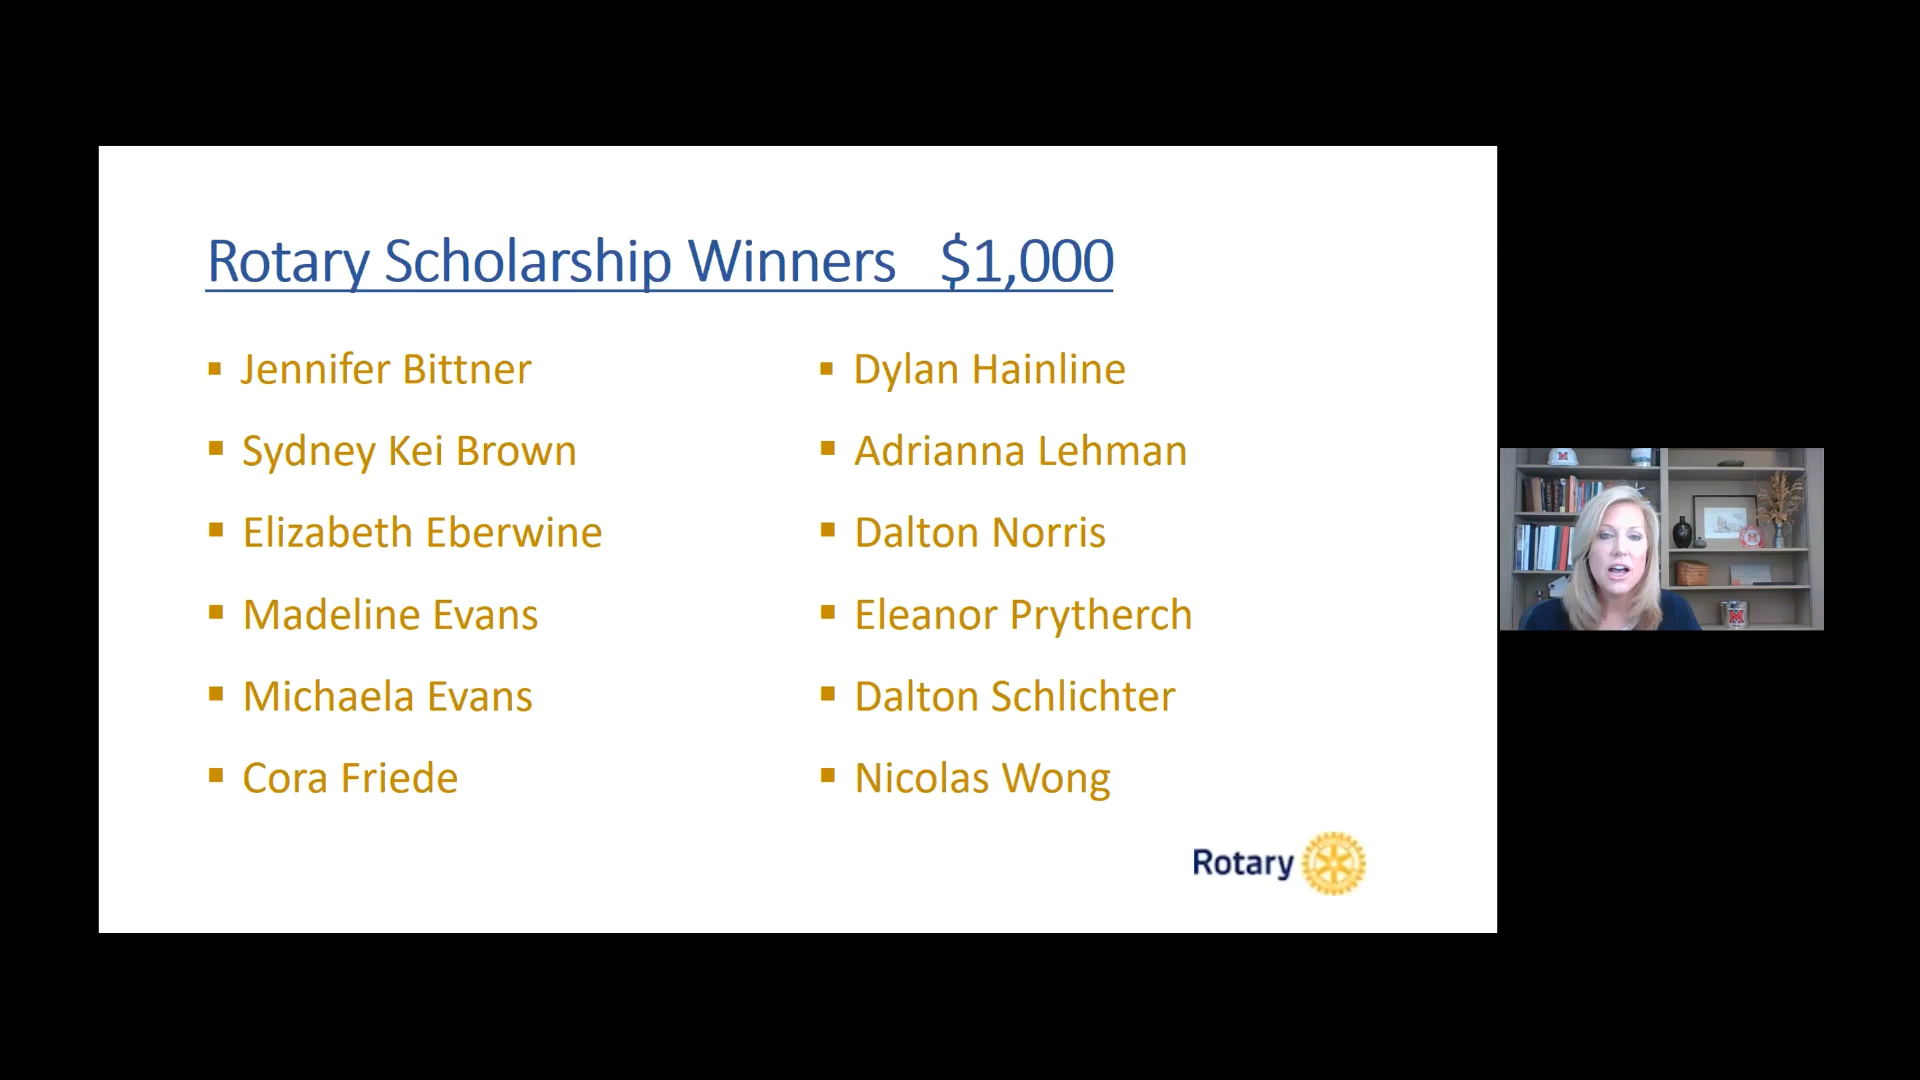 Rotary Scholarship Winners $1,000
▪ Jennifer Bittner
▪ Sydney Kei Brown
▪ Elizabeth Eberwine
▪ Madeline Evans
▪ Michaela Evans
▪ Cora Friede
▪ Dylan Hainline
▪ Adrianna Lehman
▪ Dalton Norris
▪ Eleanor Prytherch
▪ Dalton Schlichter
▪ Nicolas Wong
Rotary
M
M
M